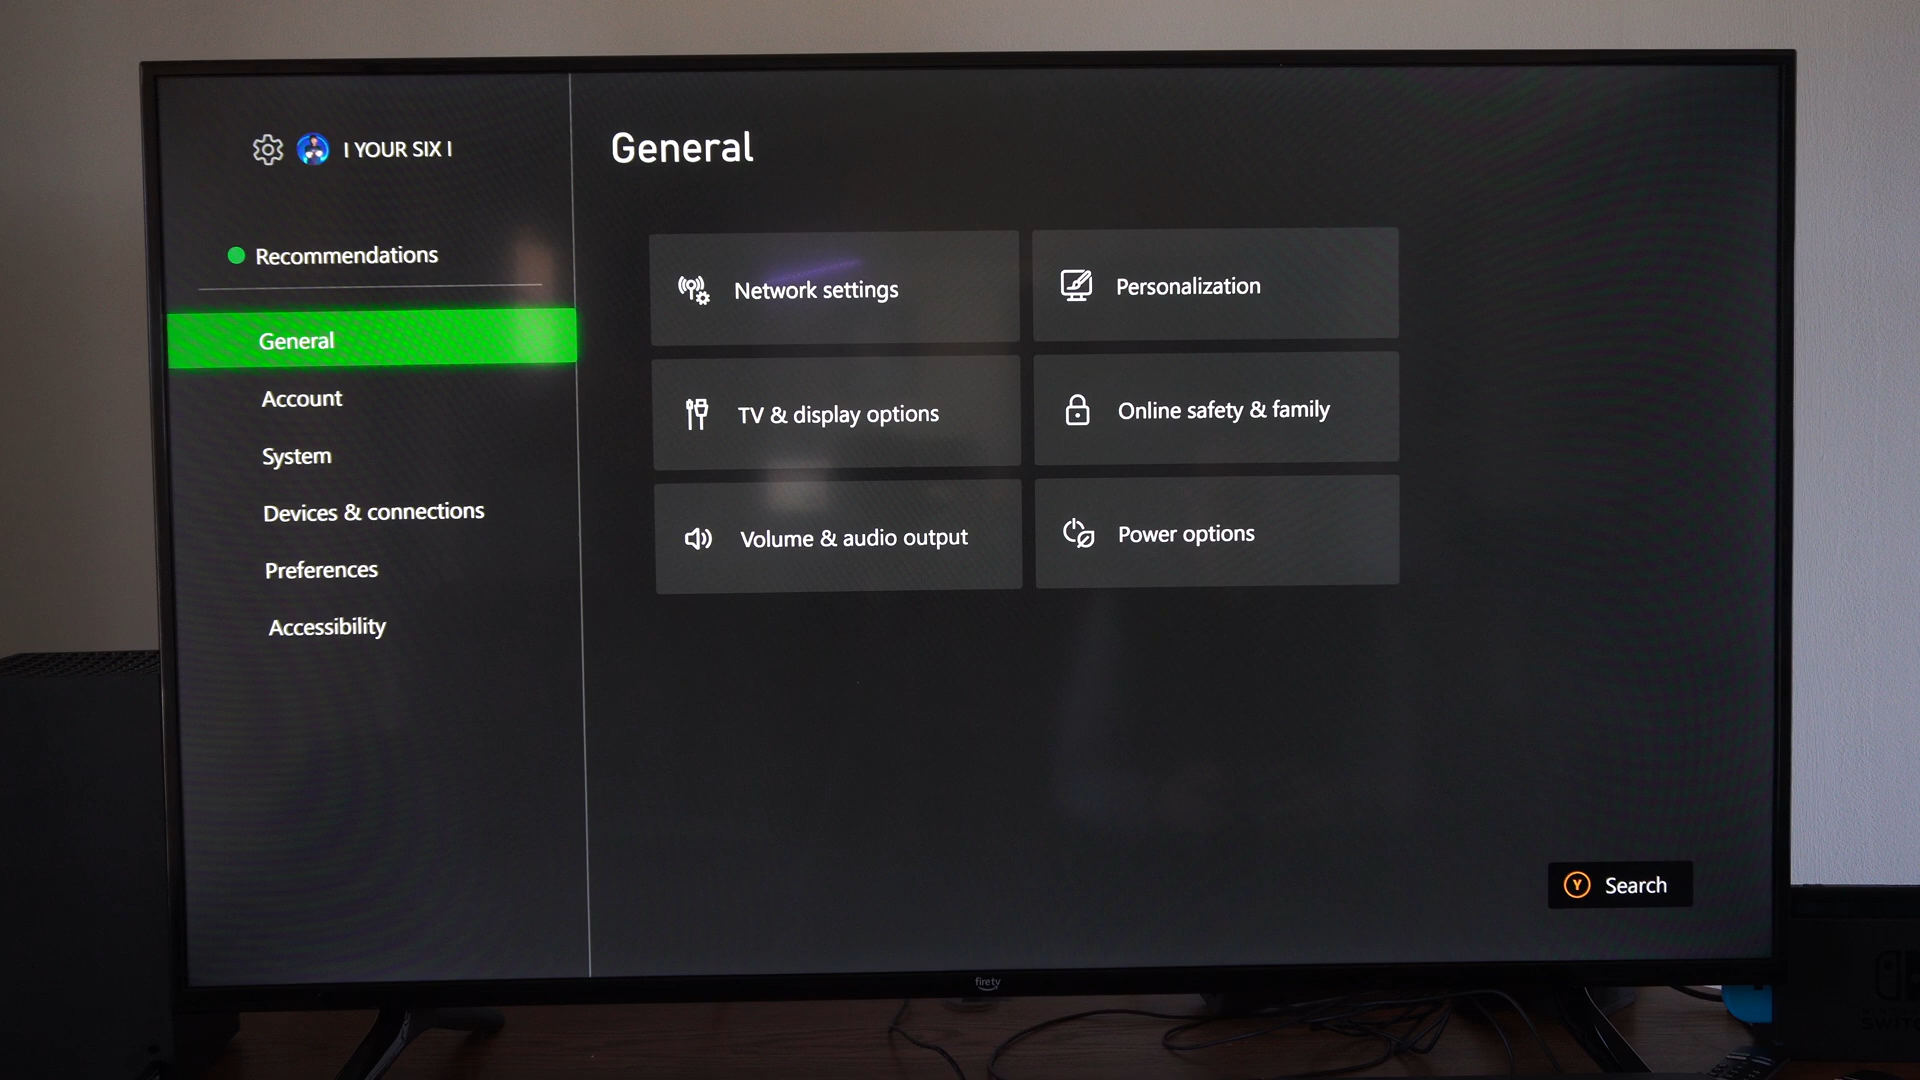 I YOUR SIX I
Recommendations
General
Account
System
Devices & connections
Preferences
Accessibility
General
Network settings
Personalization
TV & display options
Online safety & family
Volume & audio output
Power options
Y Search
firetv